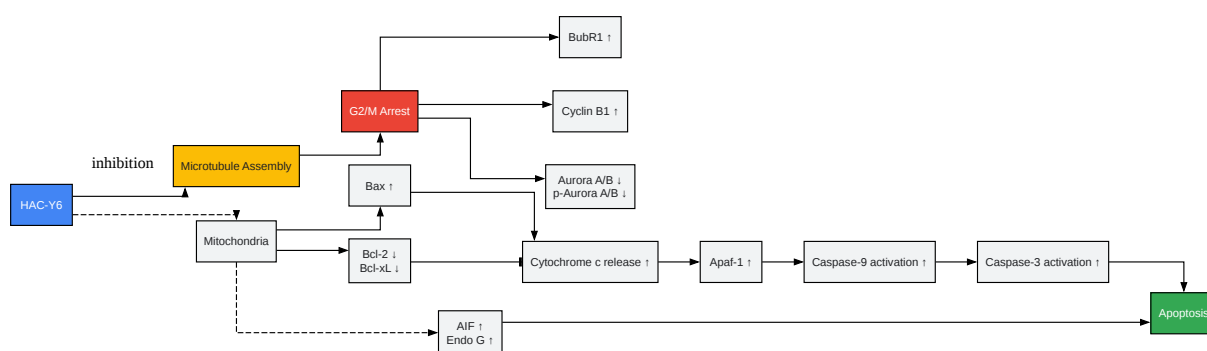 BubR1 ↑
G2/M Arrest
Cyclin B1 ↑
inhibition
Microtubule Assembly
Aurora A/B ↓
p-Aurora A/B ↓
Bax ↑
HAC-Y6
Mitochondria
Bcl-2 ↓
Bcl-xL ↓
Cytochrome c release ↑
Apaf-1 ↑
Caspase-9 activation ↑
Caspase-3 activation ↑
AIF ↑
Endo G ↑
Apoptosis